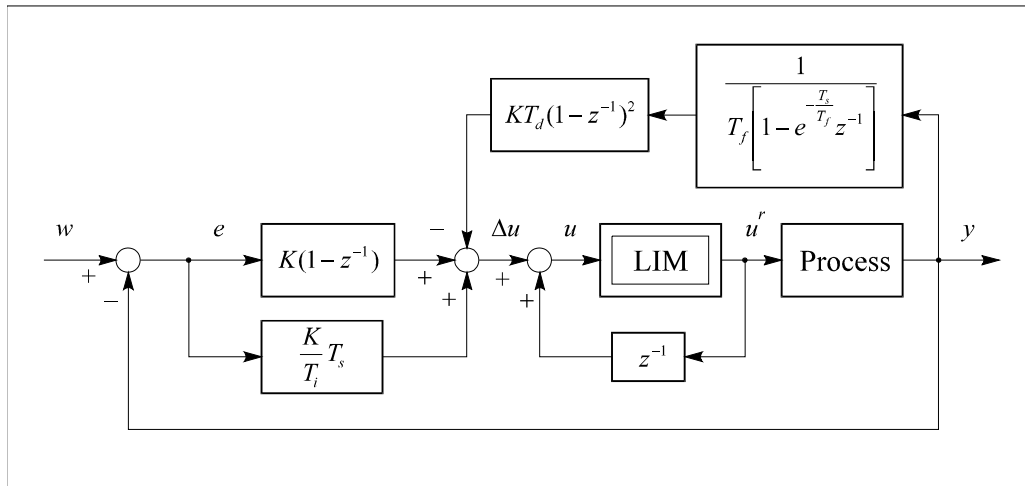 1
T_f[1 - e^{-T_s/T_f} z^{-1}]
KT_d(1 - z^{-1})^2
w
e
−
Δu
u
u^r
y
+
−
K(1 - z^{-1})
+
+
+
+
LIM
Process
K
T_i
T_s
z^{-1}